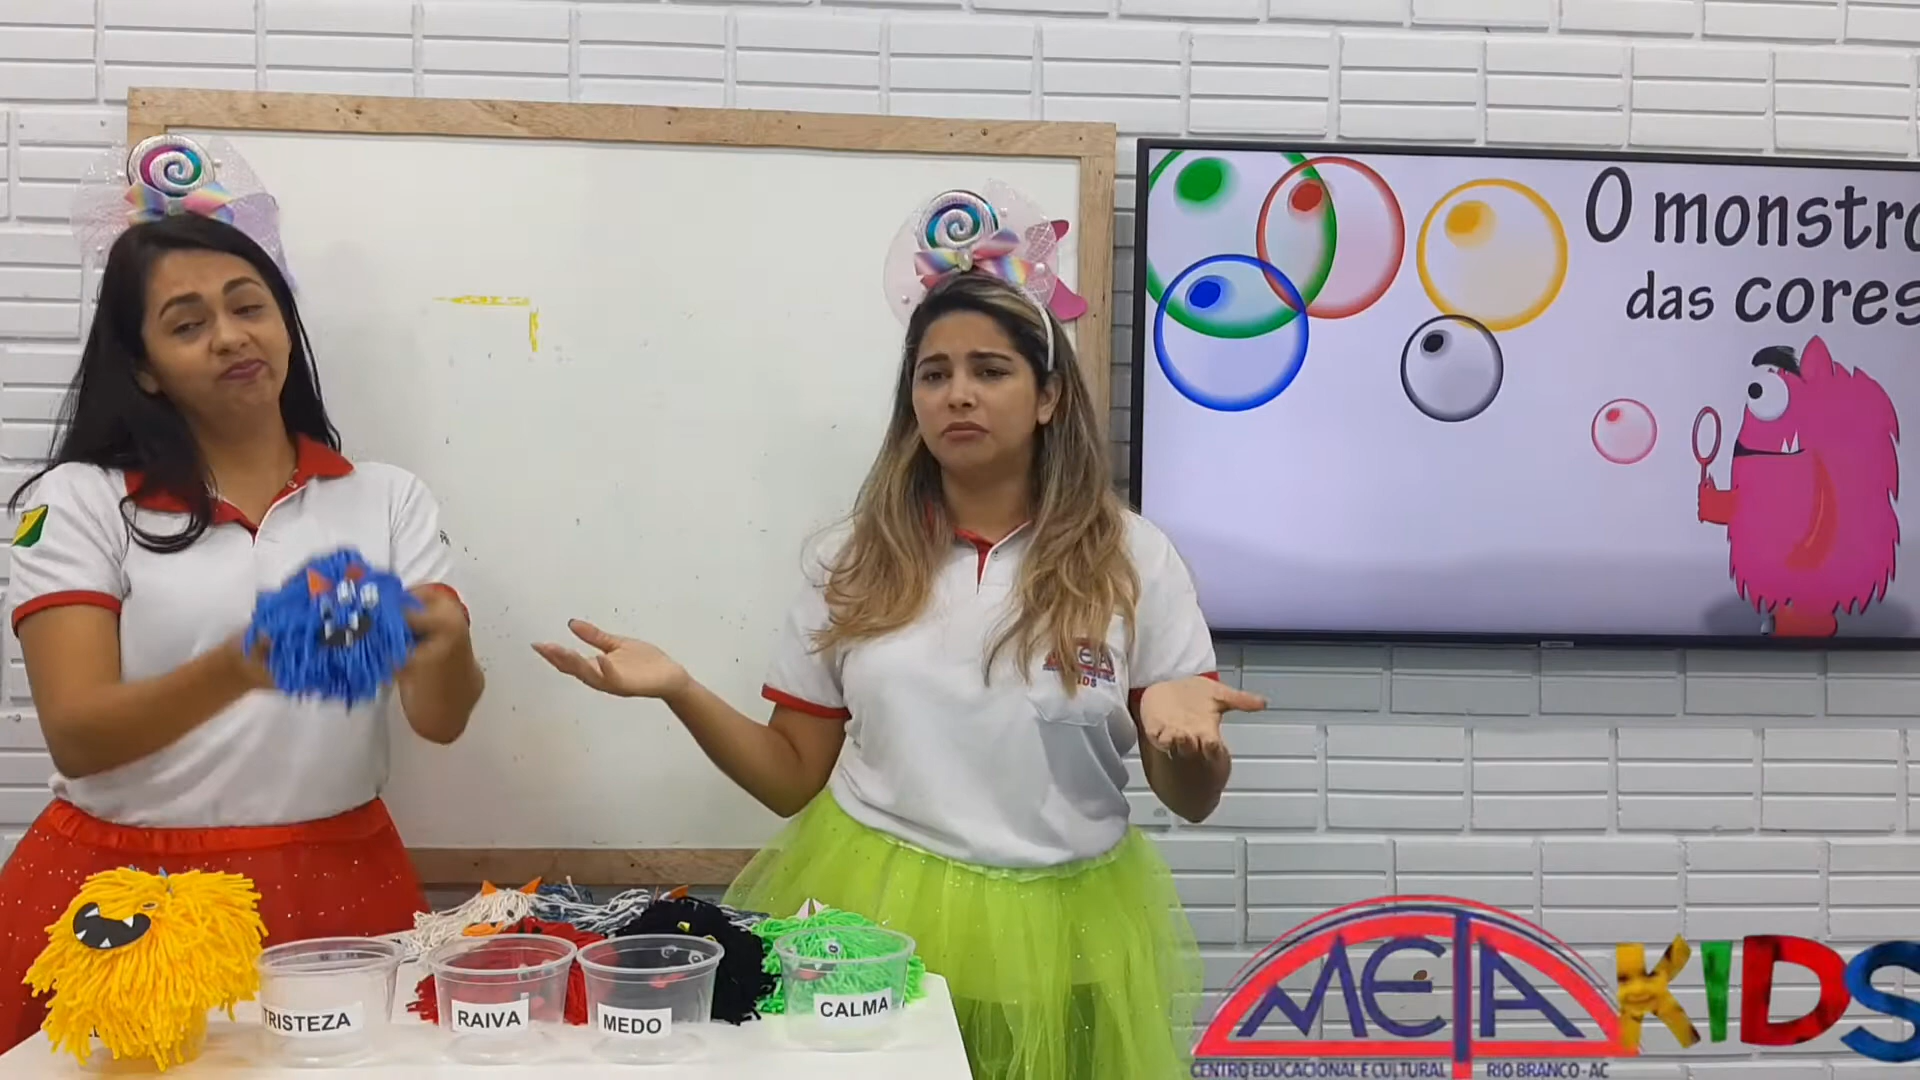 O monstro
das cores
TRISTEZA
RAIVA
MEDO
CALMA
META
KIDS
CENTRO EDUCACIONAL E CULTURAL RIO BRANCO - AC